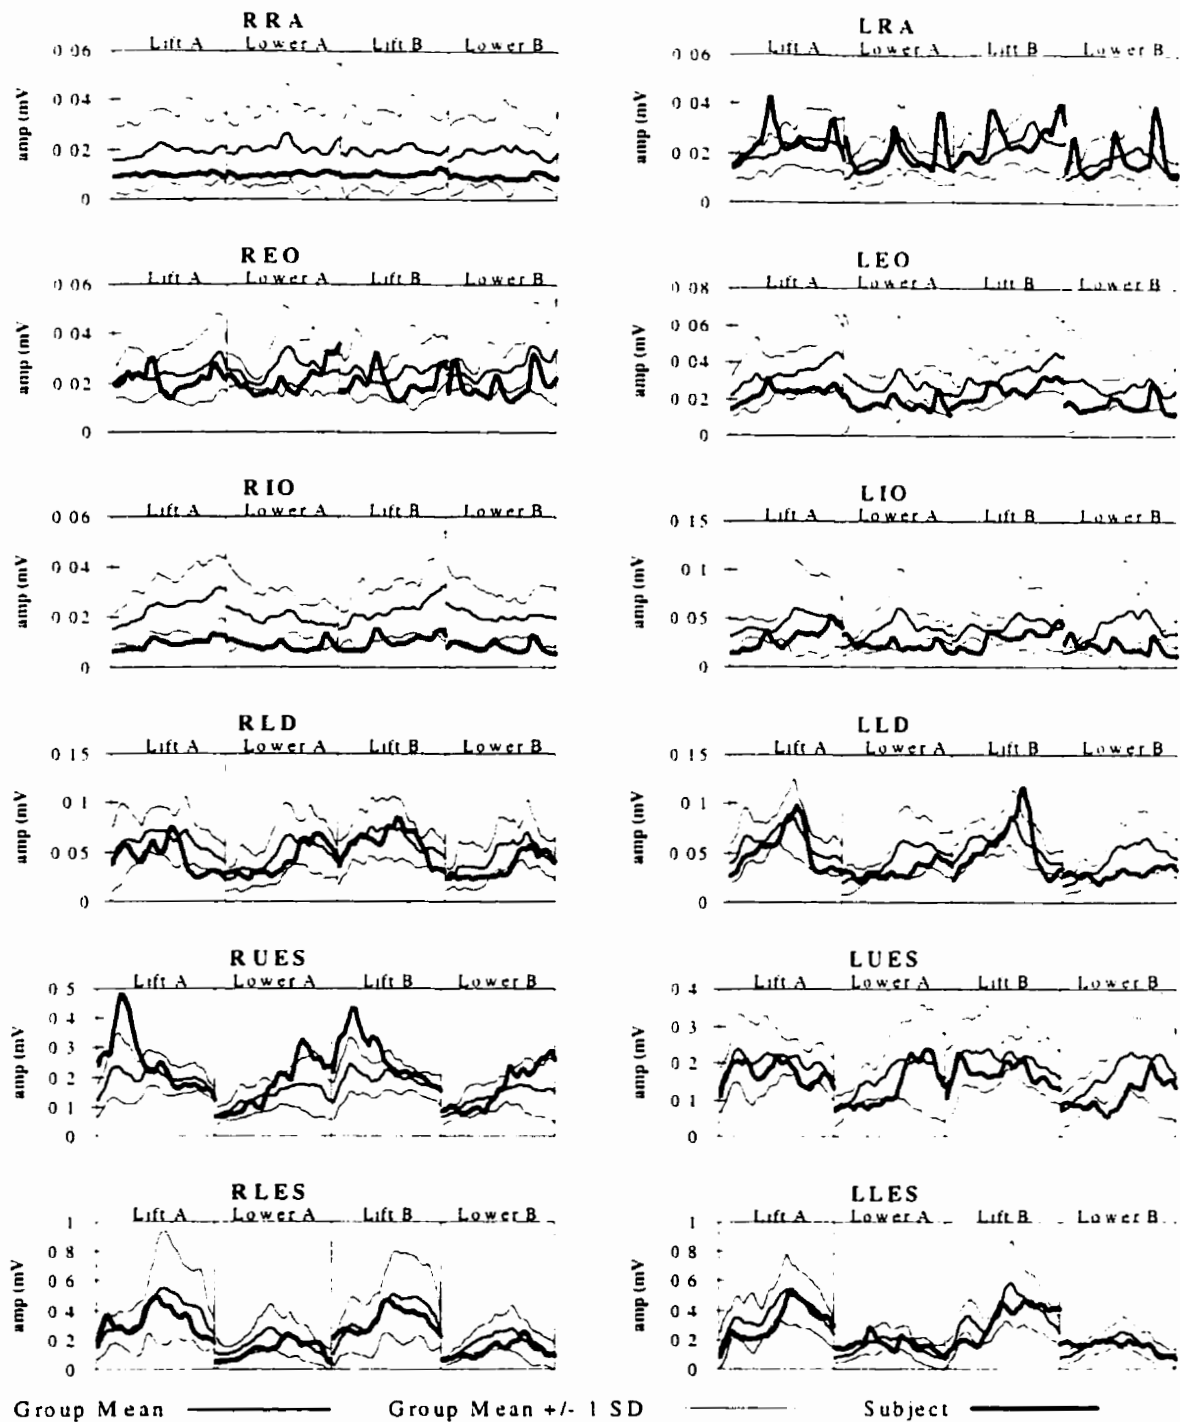 RRA
Lift A Lower A Lift B Lower B
0 06
0 04
0 02
0
amp (mV
LRA
Lift A Lower A Lift B Lower B
0 06
0 04
0 02
0
amp (mV
REO
Lift A Lower A Lift B Lower B
0 06
0 04
0 02
0
amp (mV
LEO
Lift A Lower A Lift B Lower B
0 08
0 06
0 04
0 02
0
amp (mV
RIO
Lift A Lower A Lift B Lower B
0 06
0 04
0 02
0
amp (mV
LIO
Lift A Lower A Lift B Lower B
0 15
0 1
0 05
0
amp (mV
RLD
Lift A Lower A Lift B Lower B
0 15
0 1
0 05
0
amp (mV
LLD
Lift A Lower A Lift B Lower B
0 15
0 1
0 05
0
amp (mV
RUES
Lift A Lower A Lift B Lower B
0 5
0 4
0 3
0 2
0 1
0
amp (mV
LUES
Lift A Lower A Lift B Lower B
0 4
0 3
0 2
0 1
0
amp (mV
RLES
Lift A Lower A Lift B Lower B
1
0 8
0 6
0 4
0 2
0
amp (mV
LLES
Lift A Lower A Lift B Lower B
1
0 8
0 6
0 4
0 2
0
amp (mV
Group Mean Group Mean +/- 1 SD Subject